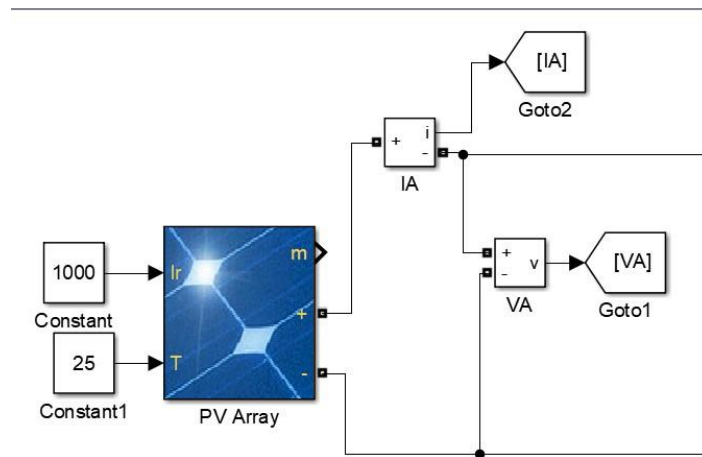 [IA]
Goto2
+
i
-
IA
1000
Constant
25
Constant1
Ir
T
m
+
-
PV Array
+
-
v
VA
[VA]
Goto1